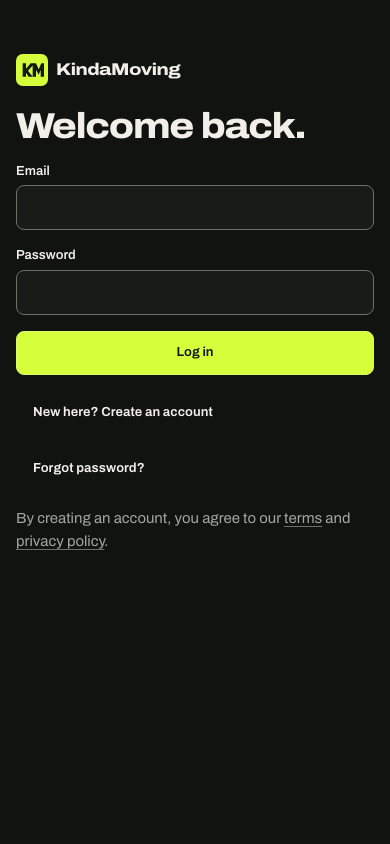 KM KindaMoving
Welcome back.
Email
Password
Log in
New here? Create an account
Forgot password?
By creating an account, you agree to our terms and
privacy policy.